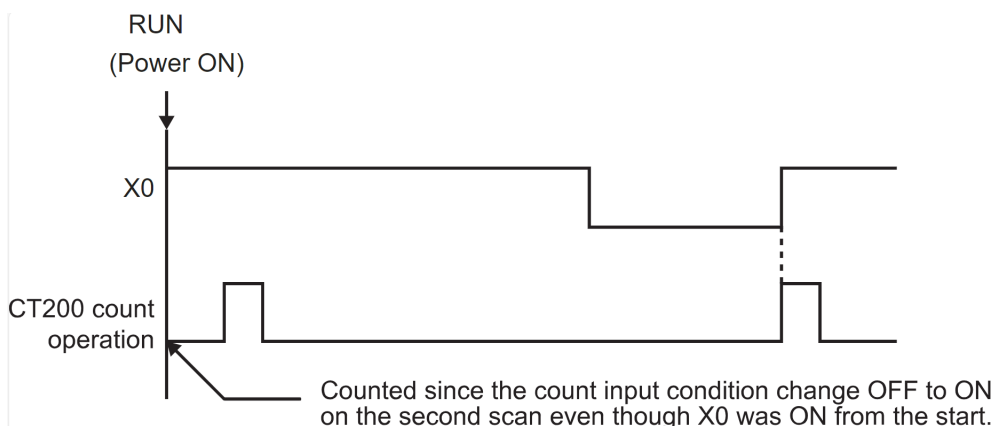 RUN
(Power ON)
X0
CT200 count
operation
Counted since the count input condition change OFF to ON
on the second scan even though X0 was ON from the start.